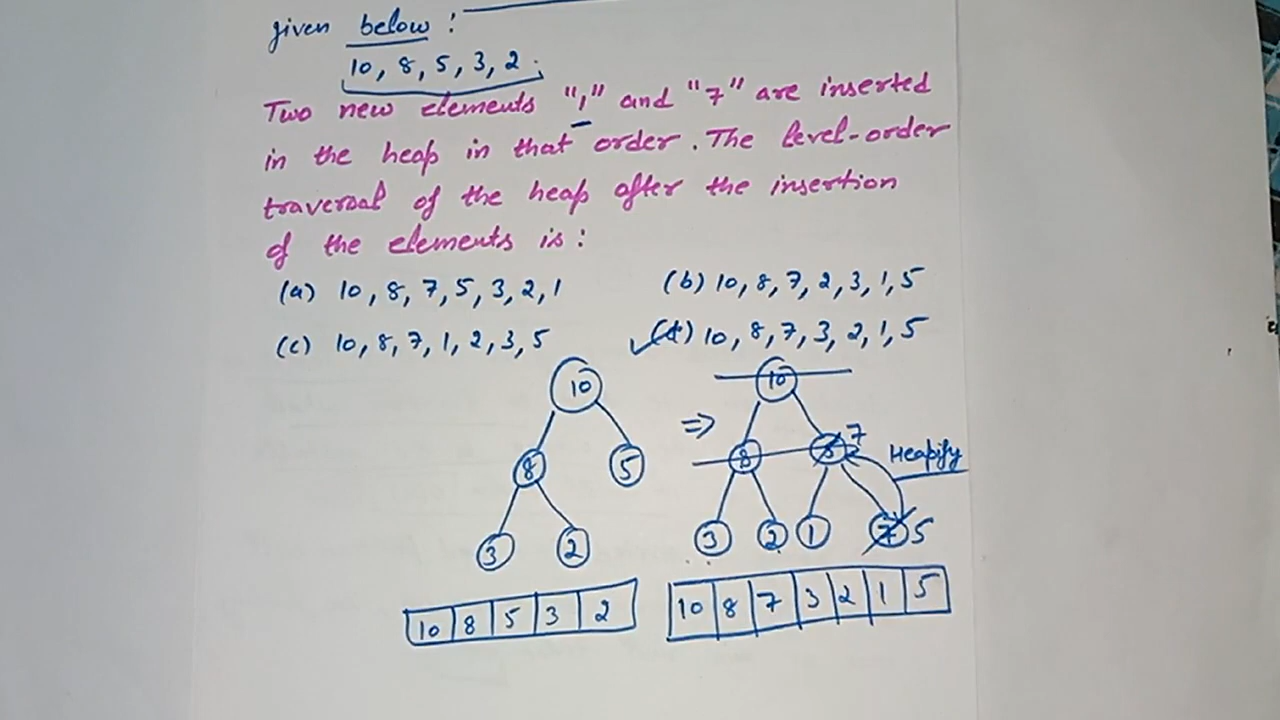 given below :
10, 8, 5, 3, 2.
Two new elements "1" and "7" are inserted
in the heap in that order. The level-order
traversal of the heap after the insertion
of the elements is :
(a) 10, 8, 7, 5, 3, 2, 1
(b) 10, 8, 7, 2, 3, 1, 5
(c) 10, 8, 7, 1, 2, 3, 5
(d) 10, 8, 7, 3, 2, 1, 5
10
8 5
3 2
10 8 5 3 2
⇒ 10
8 5 7 Heapify
3 2 1 7 5
10 8 7 3 2 1 5